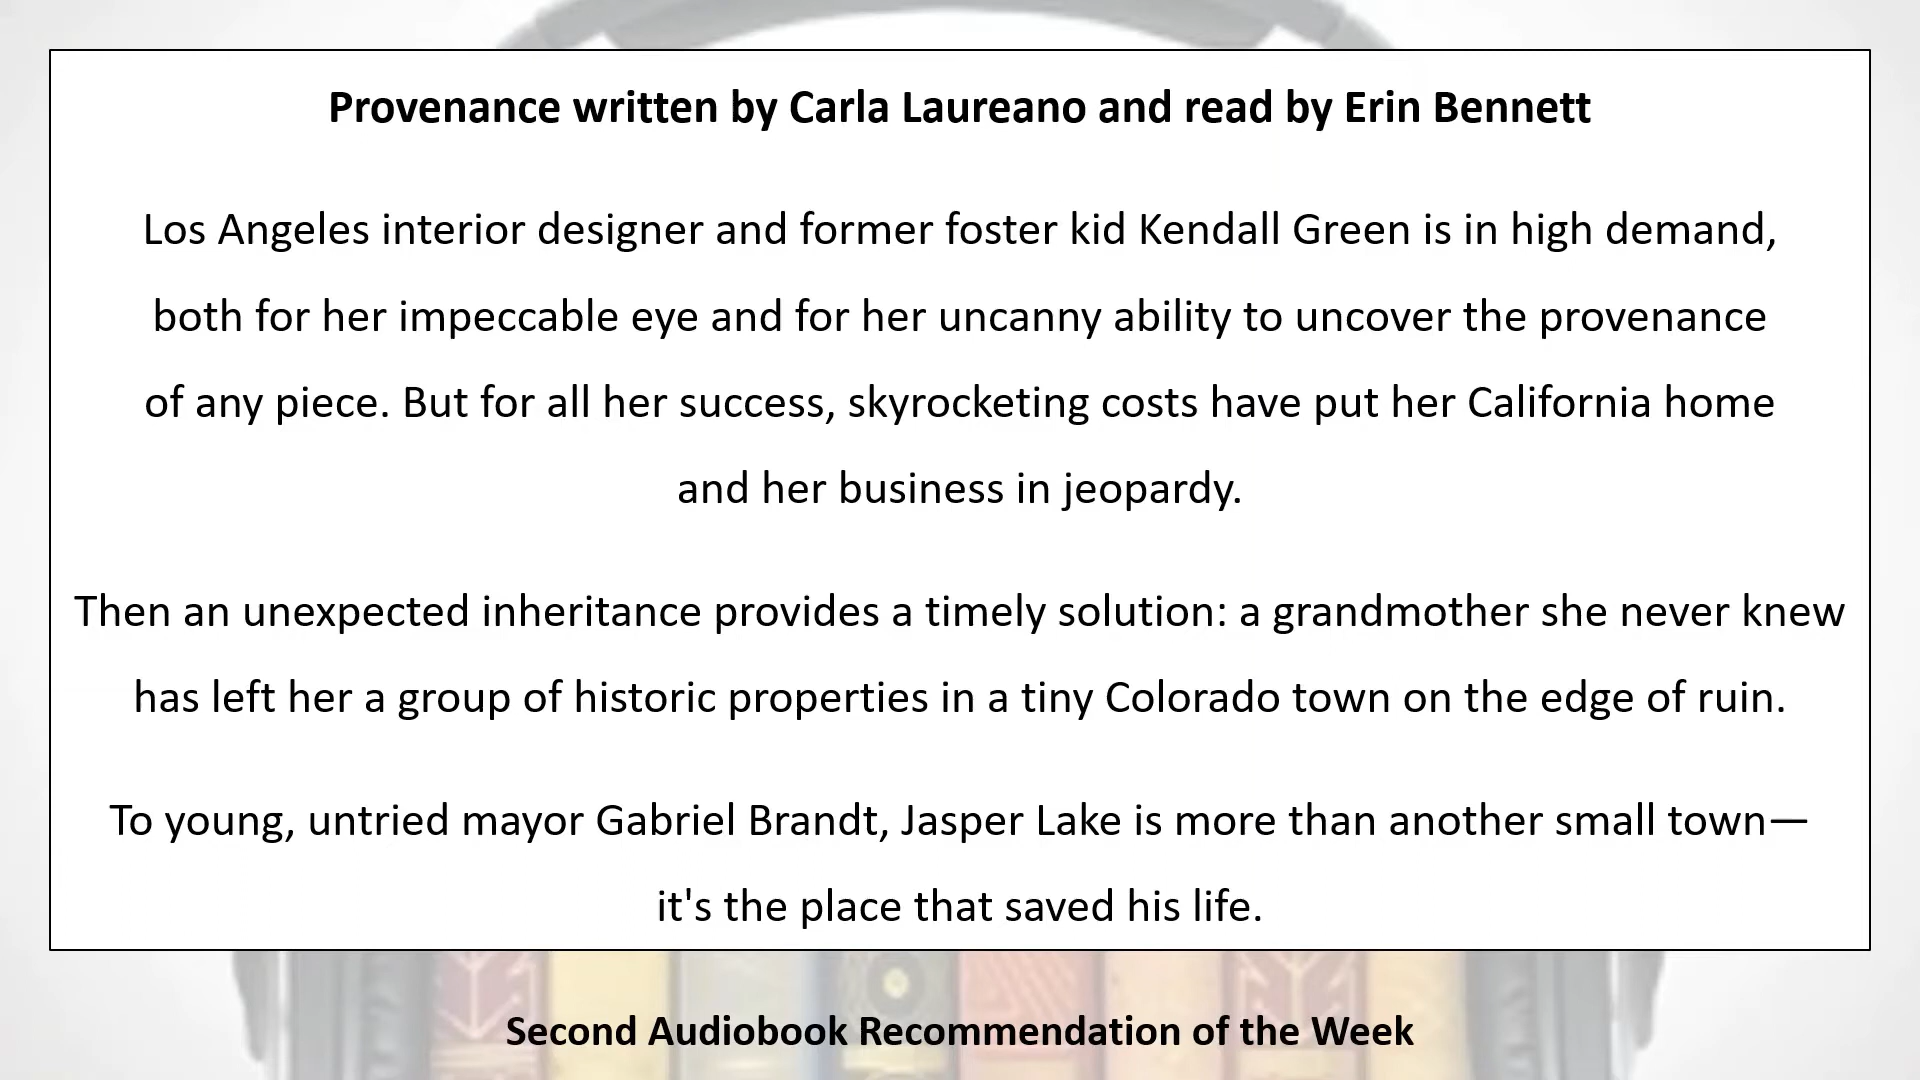 Provenance written by Carla Laureano and read by Erin Bennett
Los Angeles interior designer and former foster kid Kendall Green is in high demand,
both for her impeccable eye and for her uncanny ability to uncover the provenance
of any piece. But for all her success, skyrocketing costs have put her California home
and her business in jeopardy.
Then an unexpected inheritance provides a timely solution: a grandmother she never knew
has left her a group of historic properties in a tiny Colorado town on the edge of ruin.
To young, untried mayor Gabriel Brandt, Jasper Lake is more than another small town—
it's the place that saved his life.
Second Audiobook Recommendation of the Week